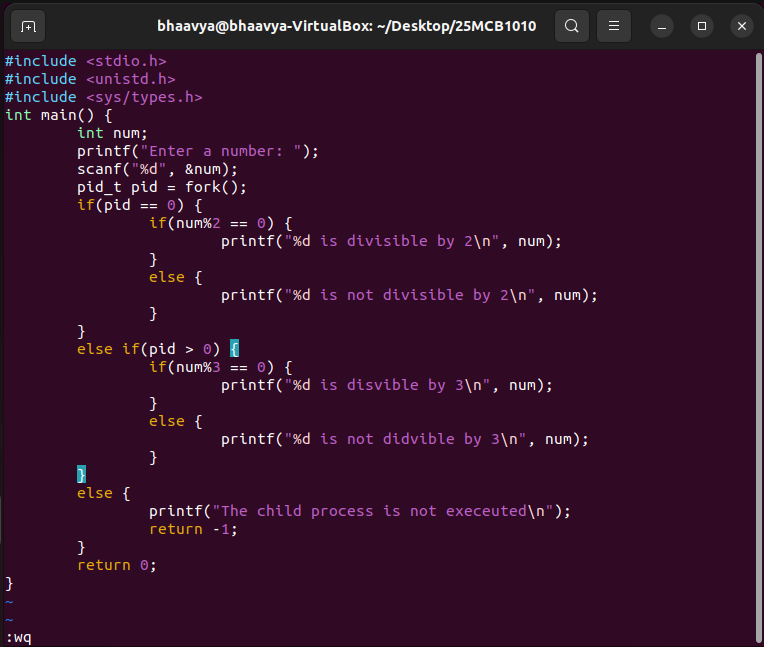 bhaavya@bhaavya-VirtualBox: ~/Desktop/25MCB1010
#include <stdio.h>
#include <unistd.h>
#include <sys/types.h>
int main() {
        int num;
        printf("Enter a number: ");
        scanf("%d", &num);
        pid_t pid = fork();
        if(pid == 0) {
                if(num%2 == 0) {
                        printf("%d is divisible by 2\n", num);
                }
                else {
                        printf("%d is not divisible by 2\n", num);
                }
        }
        else if(pid > 0) {
                if(num%3 == 0) {
                        printf("%d is disvible by 3\n", num);
                }
                else {
                        printf("%d is not didvible by 3\n", num);
                }
        }
        else {
                printf("The child process is not execeuted\n");
                return -1;
        }
        return 0;
}
~
~
:wq